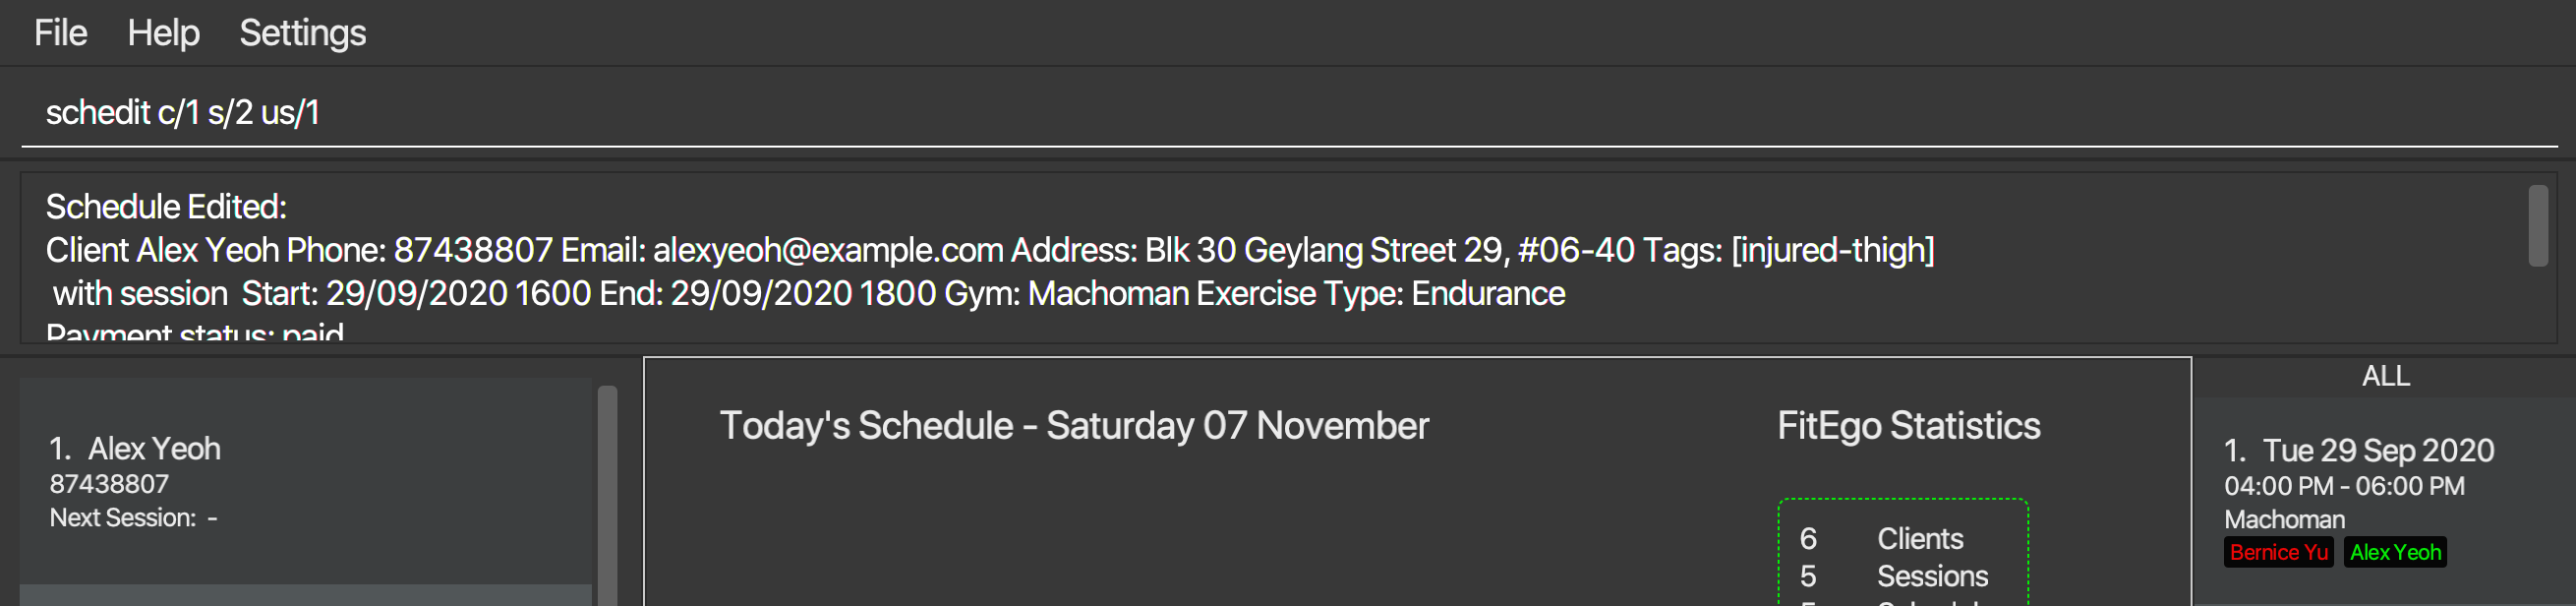 File Help Settings
schedit c/1 s/2 us/1
Schedule Edited:
Client Alex Yeoh Phone: 87438807 Email: alexyeoh@example.com Address: Blk 30 Geylang Street 29, #06-40 Tags: [injured-thigh]
with session  Start: 29/09/2020 1600 End: 29/09/2020 1800 Gym: Machoman Exercise Type: Endurance
Payment status: paid
1. Alex Yeoh
87438807
Next Session: -
Today's Schedule - Saturday 07 November
FitEgo Statistics
6 Clients
5 Sessions
ALL
1. Tue 29 Sep 2020
04:00 PM - 06:00 PM
Machoman
Bernice Yu Alex Yeoh